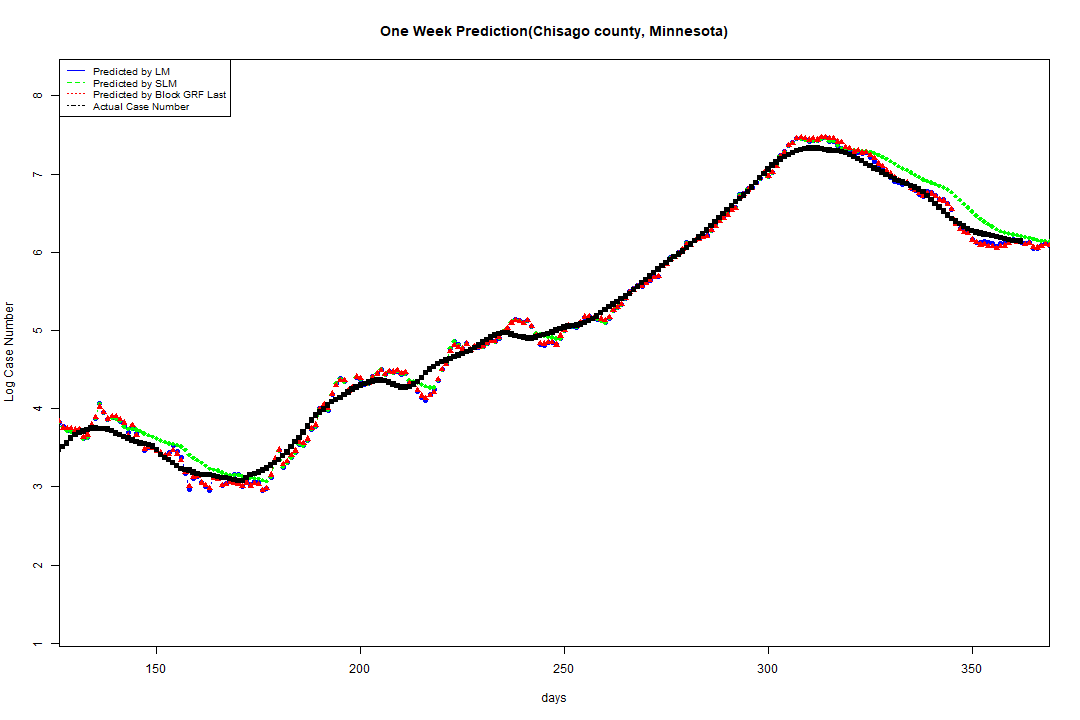 One Week Prediction(Chisago county, Minnesota)
Predicted by LM
Predicted by SLM
Predicted by Block GRF Last
Actual Case Number
8
7
6
5
4
3
2
1
Log Case Number
150 200 250 300 350
days